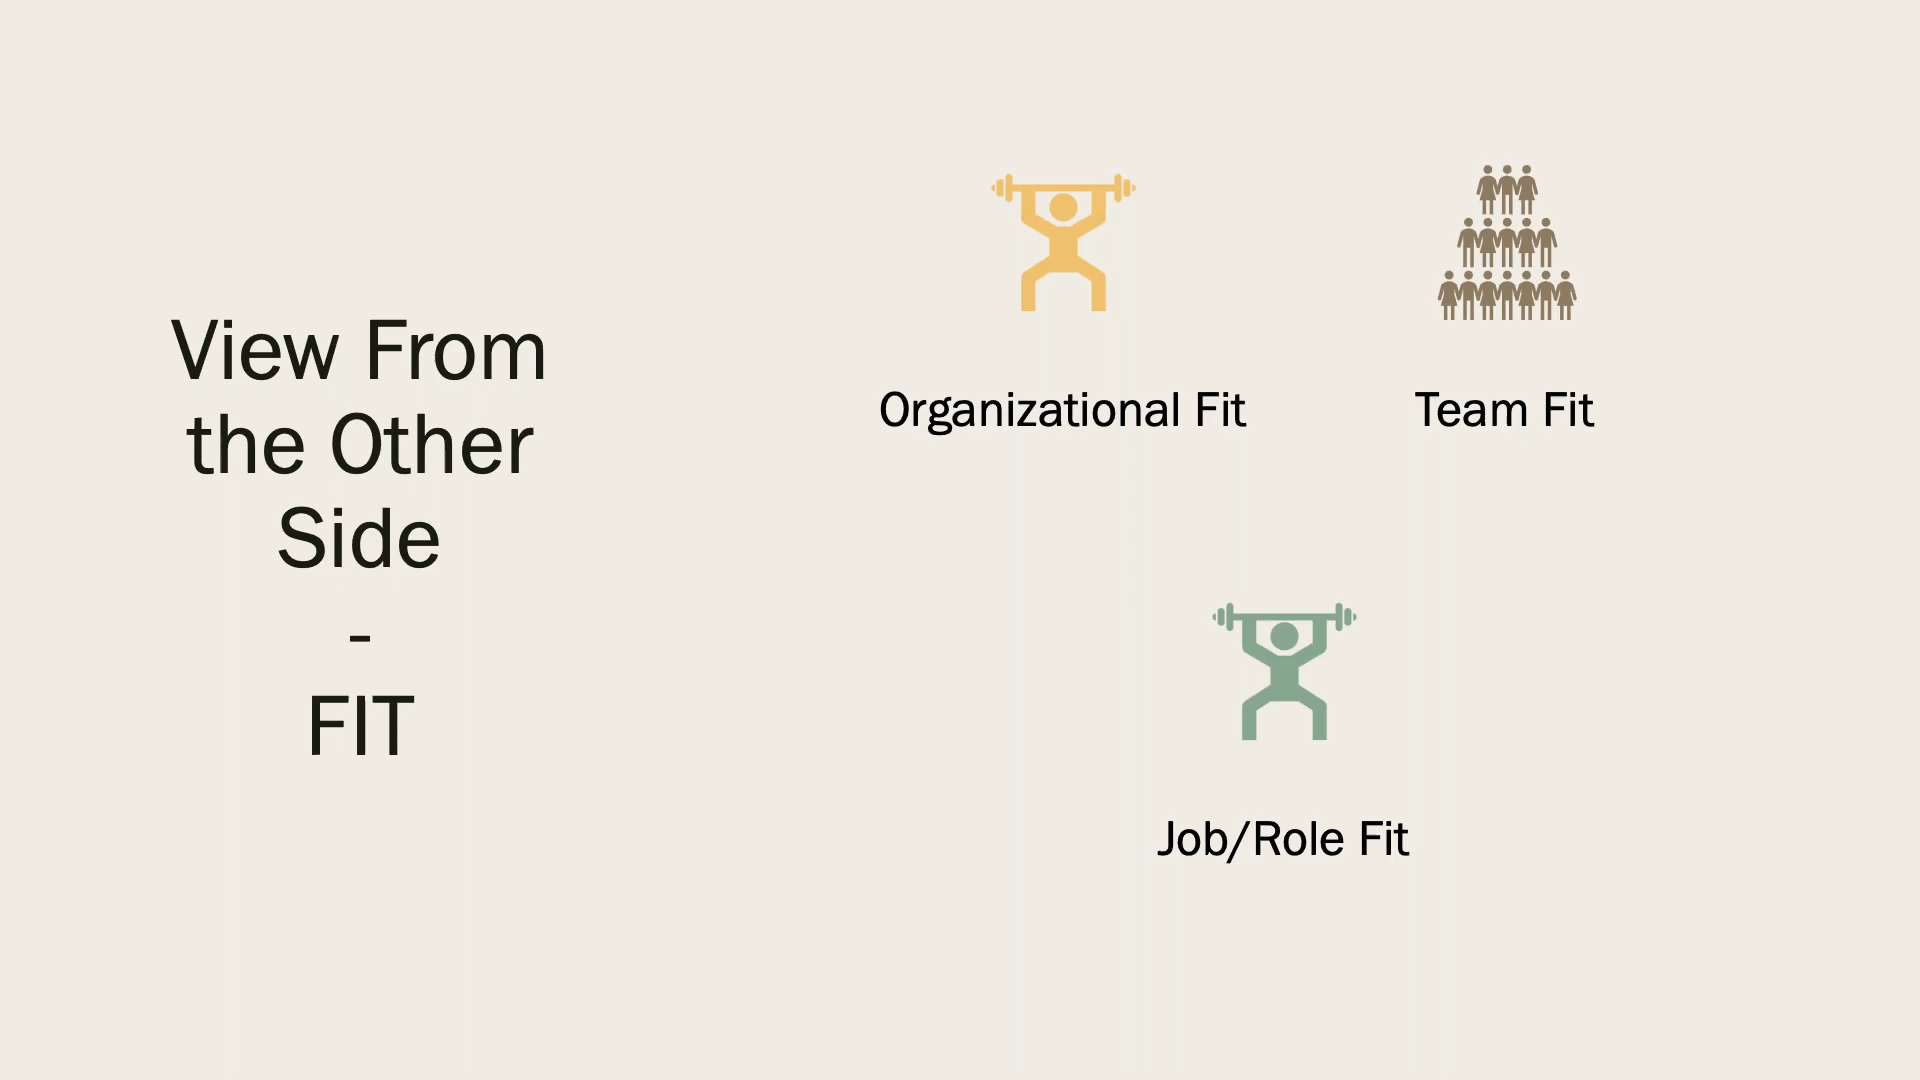 View From
the Other
Side
-
FIT
Organizational Fit
Team Fit
Job/Role Fit